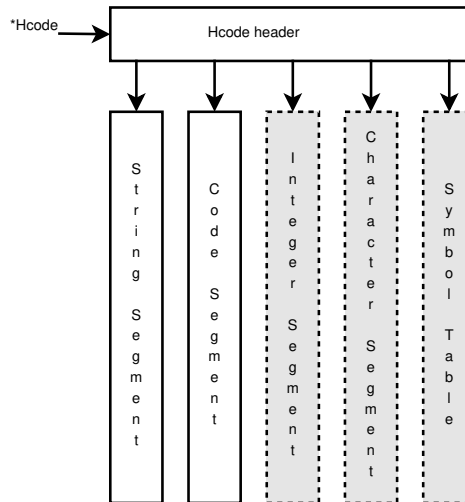 *Hcode
Hcode header
String Segment
Code Segment
Integer Segment
Character Segment
Symbol Table